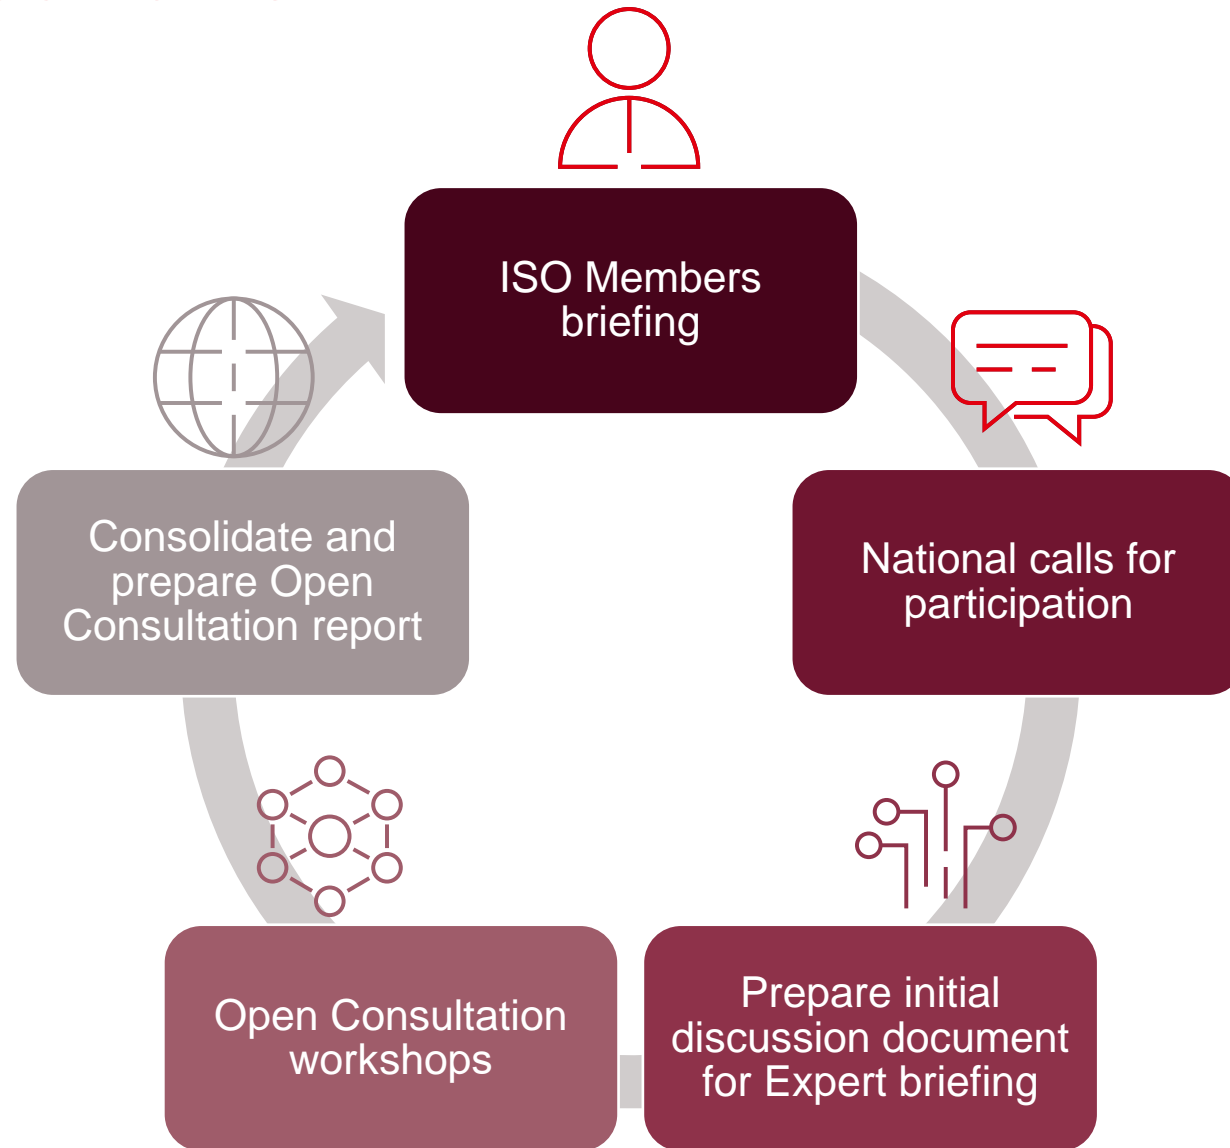 ISO Members
briefing
National calls for
participation
Prepare initial
discussion document
for Expert briefing
Open Consultation
workshops
Consolidate and
prepare Open
Consultation report